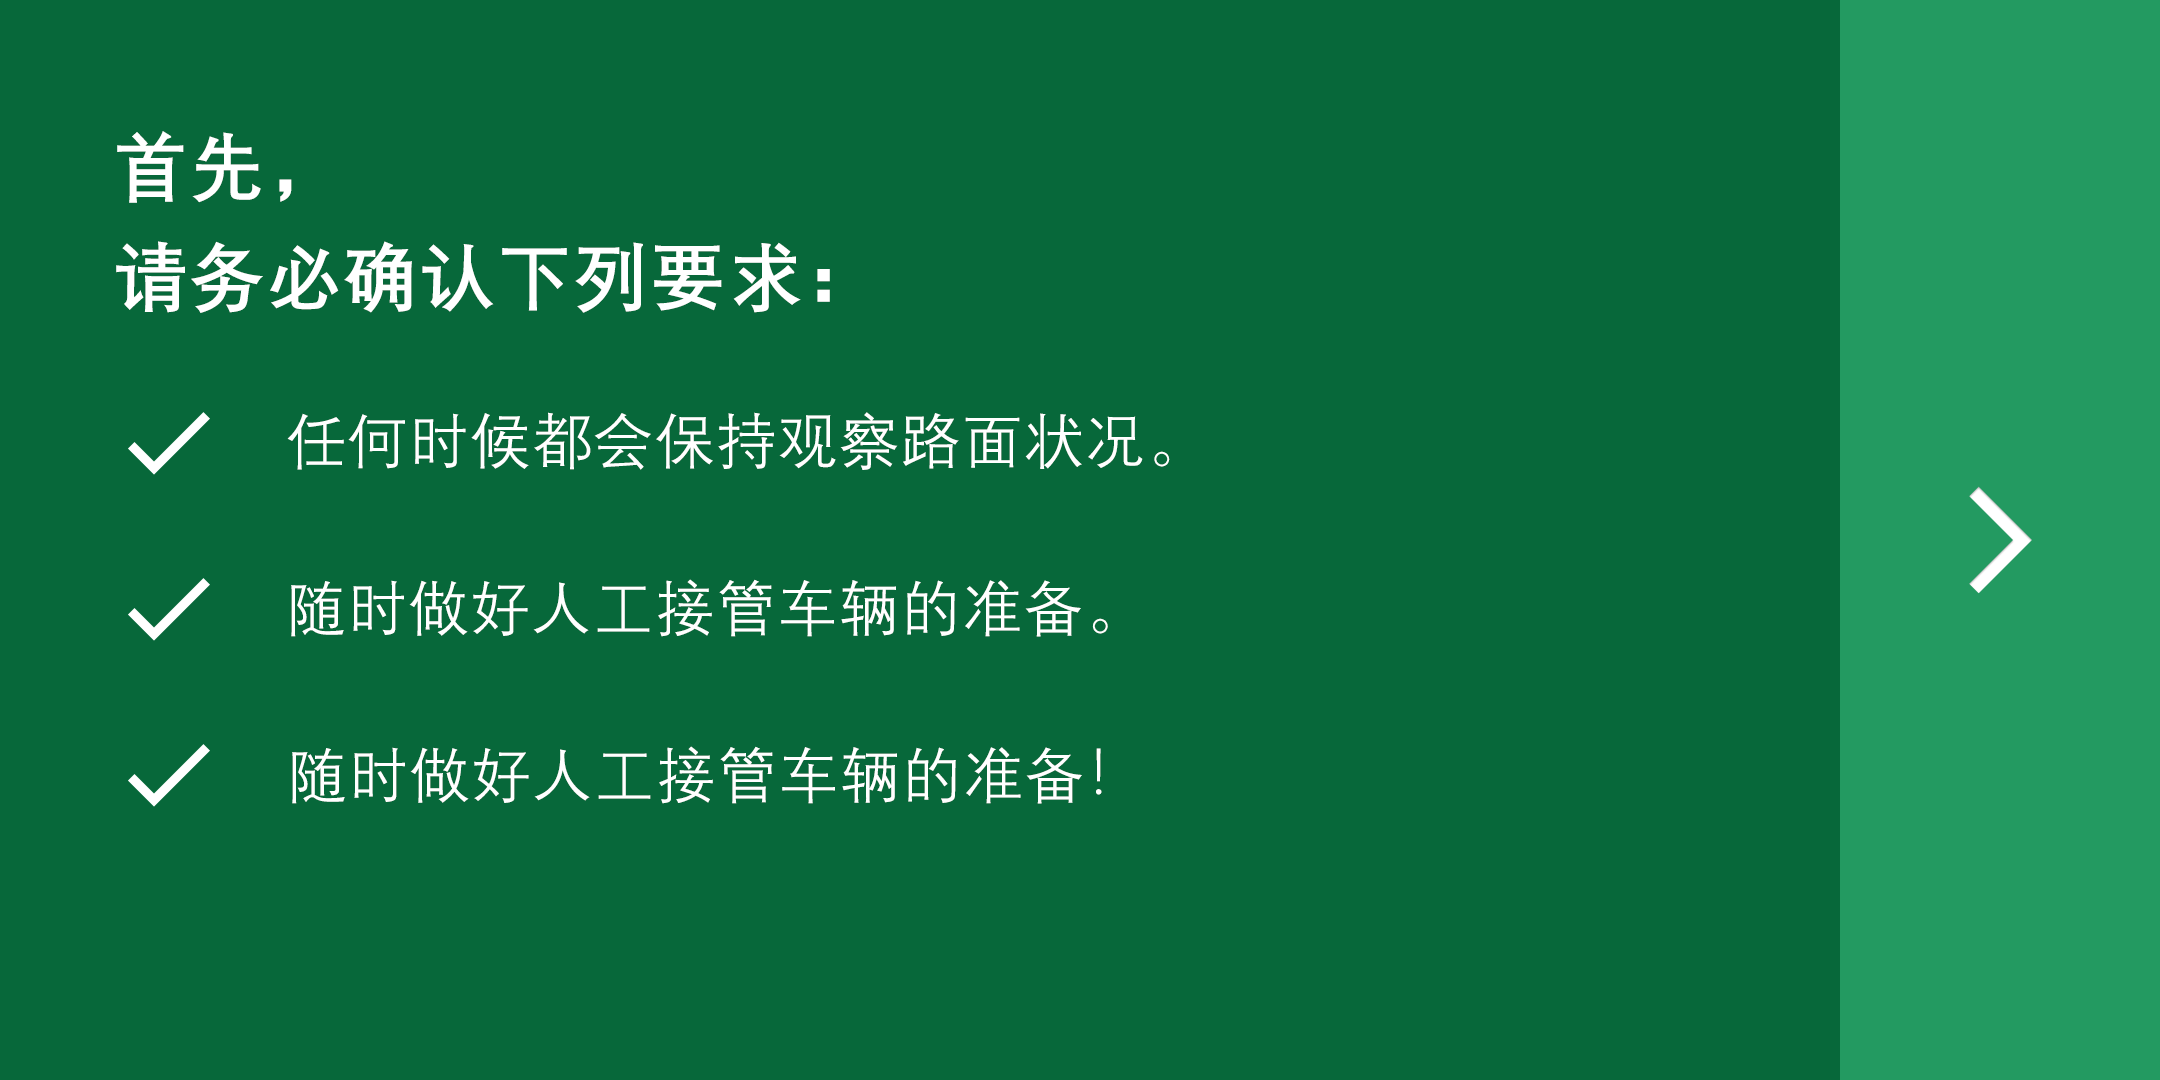 首先，
请务必确认下列要求：
任何时候都会保持观察路面状况。
随时做好人工接管车辆的准备。
随时做好人工接管车辆的准备！